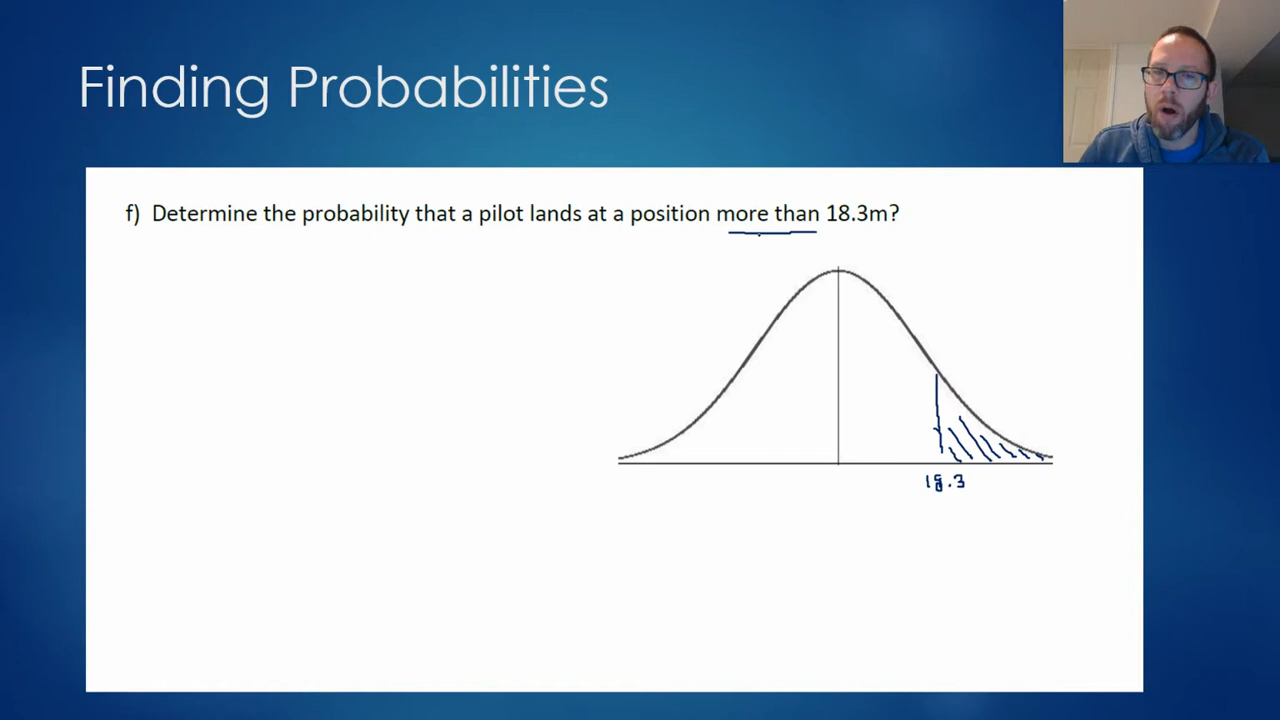 Finding Probabilities
f) Determine the probability that a pilot lands at a position more than 18.3m?
18.3